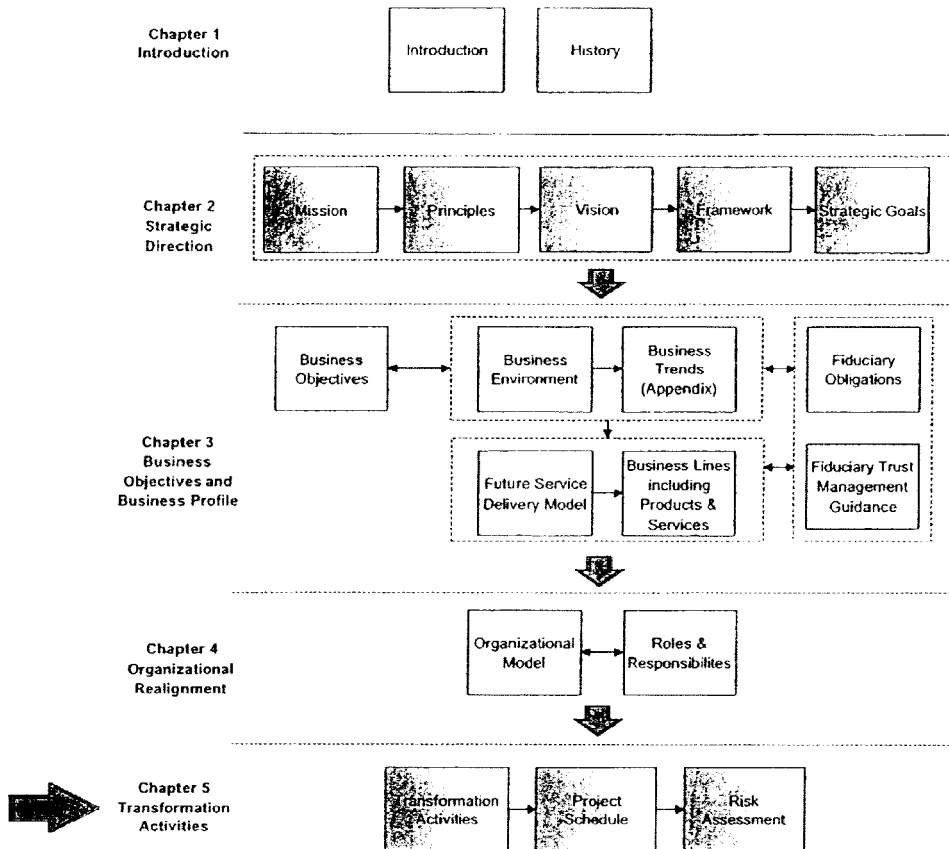 Chapter 1
Introduction
Introduction
History
Chapter 2
Strategic
Direction
Mission
Principles
Vision
Framework
Strategic Goals
Chapter 3
Business
Objectives and
Business Profile
Business
Objectives
Business
Environment
Business
Trends
(Appendix)
Fiduciary
Obligations
Future Service
Delivery Model
Business Lines
including
Products &
Services
Fiduciary Trust
Management
Guidance
Chapter 4
Organizational
Realignment
Organizational
Model
Roles &
Responsibilites
Chapter 5
Transformation
Activities
Transformation
Activities
Project
Schedule
Risk
Assessment